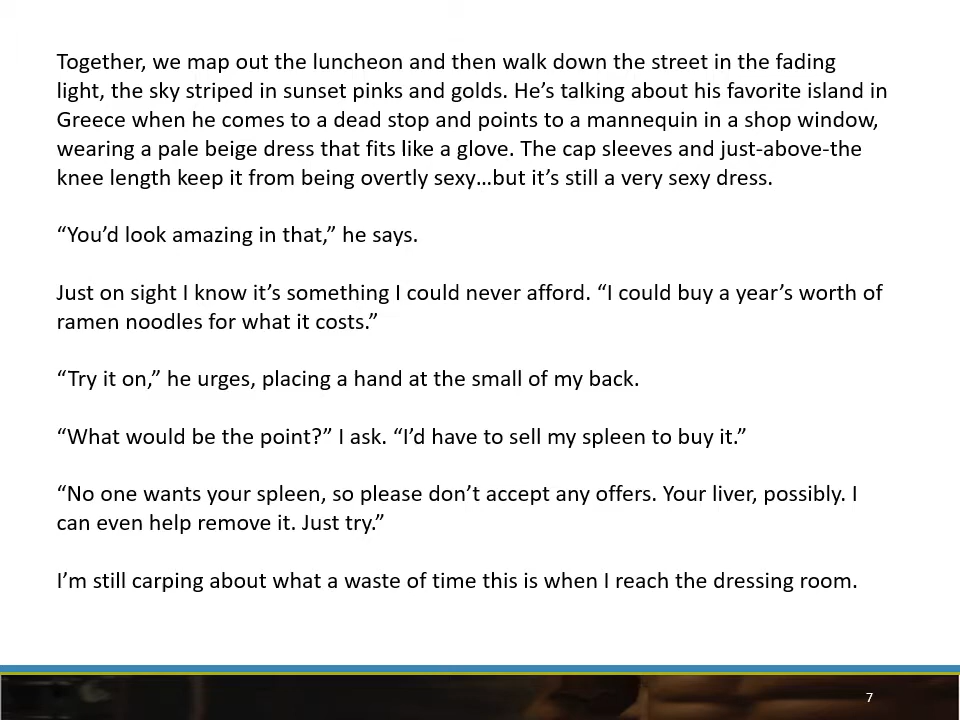 Together, we map out the luncheon and then walk down the street in the fading
light, the sky striped in sunset pinks and golds. He’s talking about his favorite island in
Greece when he comes to a dead stop and points to a mannequin in a shop window,
wearing a pale beige dress that fits like a glove. The cap sleeves and just-above-the
knee length keep it from being overtly sexy…but it’s still a very sexy dress.
“You’d look amazing in that,” he says.
Just on sight I know it’s something I could never afford. “I could buy a year’s worth of
ramen noodles for what it costs.”
“Try it on,” he urges, placing a hand at the small of my back.
“What would be the point?” I ask. “I’d have to sell my spleen to buy it.”
“No one wants your spleen, so please don’t accept any offers. Your liver, possibly. I
can even help remove it. Just try.”
I’m still carping about what a waste of time this is when I reach the dressing room.
7